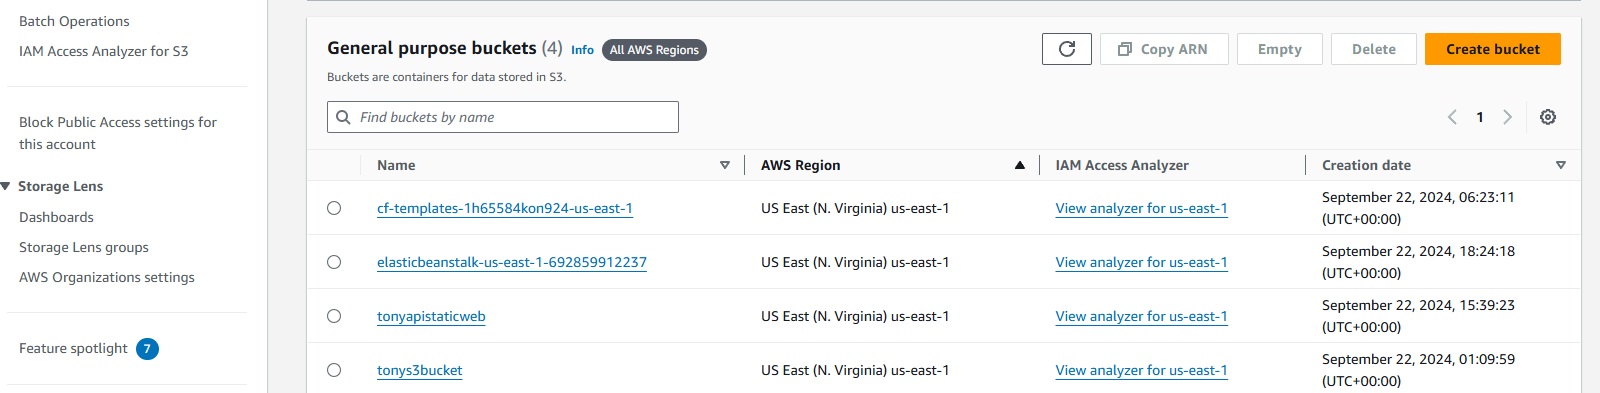 Batch Operations
IAM Access Analyzer for S3
Block Public Access settings for
this account
Storage Lens
Dashboards
Storage Lens groups
AWS Organizations settings
Feature spotlight 7
General purpose buckets (4) Info All AWS Regions
Buckets are containers for data stored in S3.
Copy ARN Empty Delete Create bucket
Find buckets by name
1
Name AWS Region IAM Access Analyzer Creation date
cf-templates-1h65584kon924-us-east-1 US East (N. Virginia) us-east-1 View analyzer for us-east-1 September 22, 2024, 06:23:11
(UTC+00:00)
elasticbeanstalk-us-east-1-692859912237 US East (N. Virginia) us-east-1 View analyzer for us-east-1 September 22, 2024, 18:24:18
(UTC+00:00)
tonyapistaticweb US East (N. Virginia) us-east-1 View analyzer for us-east-1 September 22, 2024, 15:39:23
(UTC+00:00)
tonys3bucket US East (N. Virginia) us-east-1 View analyzer for us-east-1 September 22, 2024, 01:09:59
(UTC+00:00)